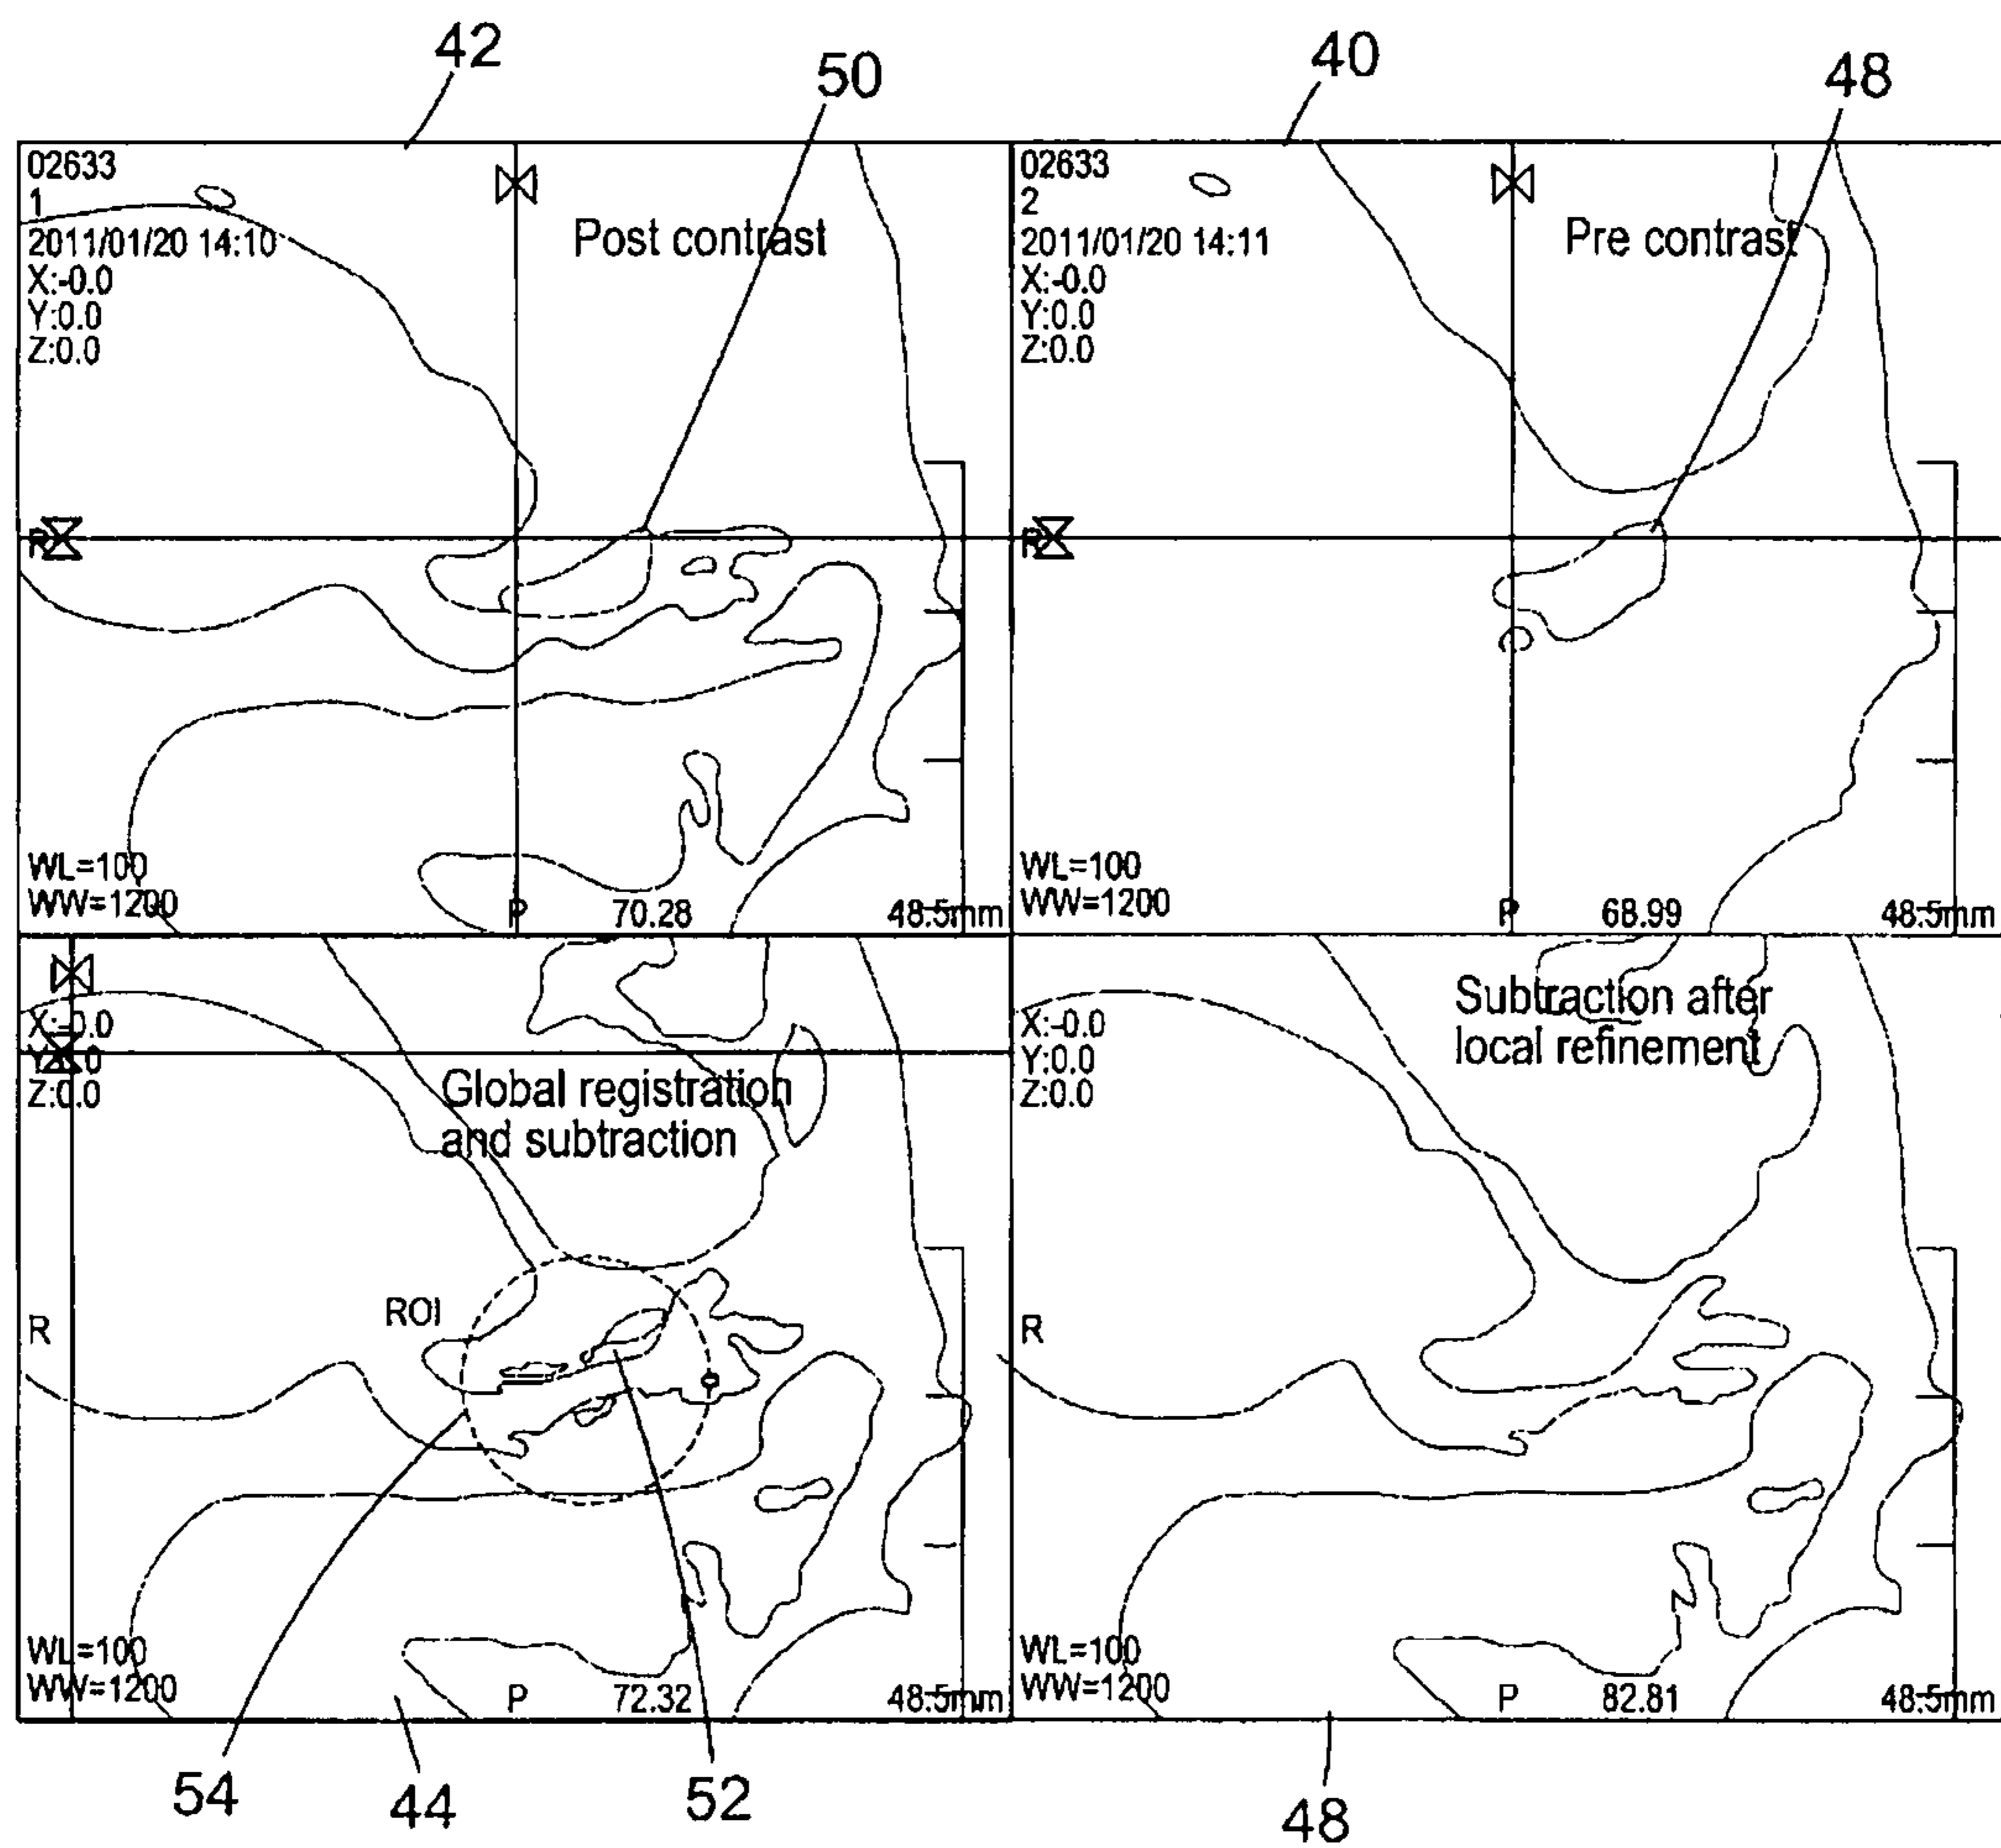 42
50
40
48
02633
1
2011/01/20 14:10
X:-0.0
Y:0.0
Z:0.0
Post contrast
R
WL=100
WW=1200
P
70.28
48.5mm
02633
2
2011/01/20 14:11
X:-0.0
Y:0.0
Z:0.0
Pre contrast
R
WL=100
WW=1200
P
68.99
48.5mm
X:-0.0
Y:0.0
Z:0.0
Global registration
and subtraction
ROI
R
WL=100
WW=1200
P
72.32
48.5mm
X:-0.0
Y:0.0
Z:0.0
Subtraction after
local refinement
R
WL=100
WW=1200
P
82.81
48.5mm
54
44
52
48